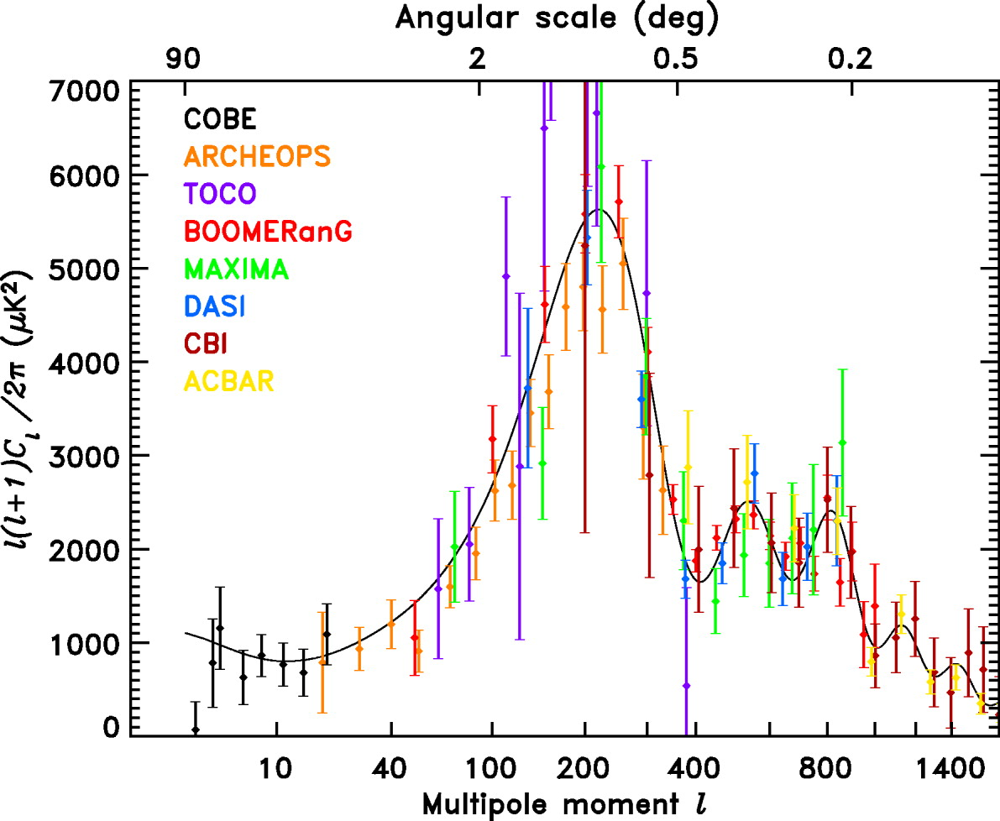 Angular scale (deg)
90 2 0.5 0.2
7000
6000
5000
4000
3000
2000
1000
0
l(l+1)Cl/2π (μK²)
COBE
ARCHEOPS
TOCO
BOOMERanG
MAXIMA
DASI
CBI
ACBAR
10 40 100 200 400 800 1400
Multipole moment l